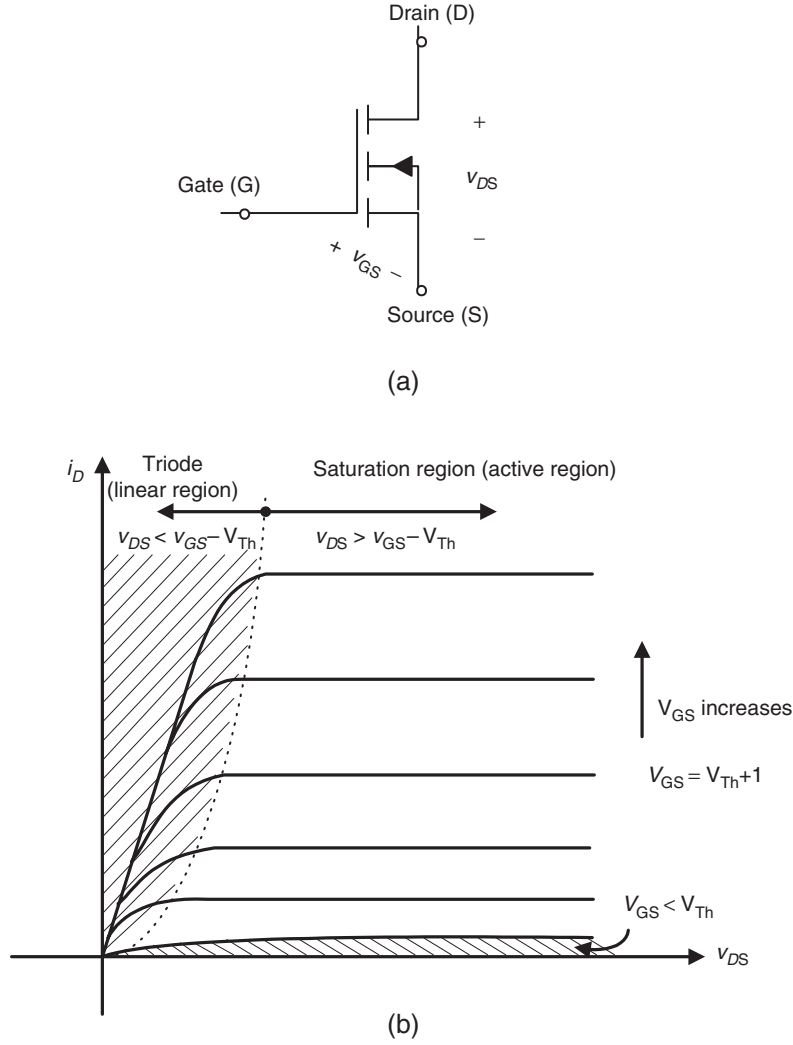 Drain (D)
+
Gate (G)
v_DS
+ v_GS −
−
Source (S)
(a)
i_D
Triode
(linear region)
Saturation region (active region)
v_DS < v_GS − V_Th
v_DS > v_GS − V_Th
V_GS increases
V_GS = V_Th+1
V_GS < V_Th
v_DS
(b)